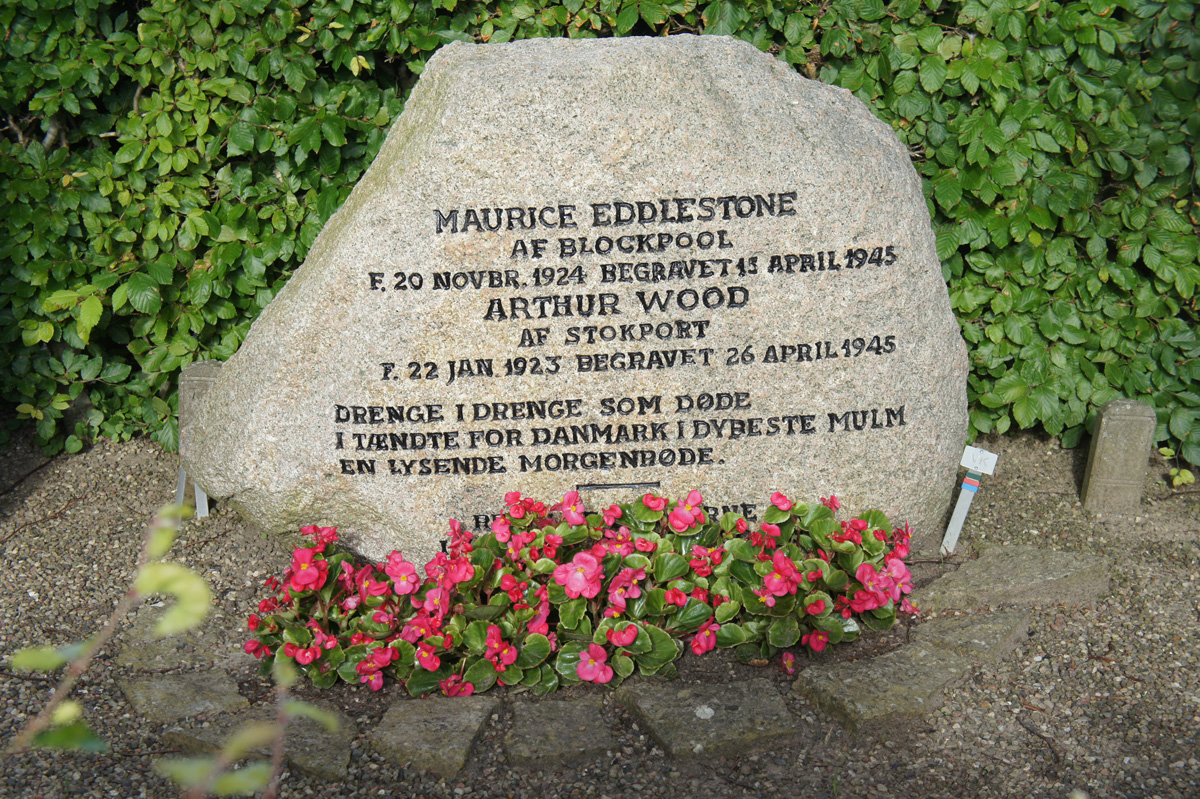 MAURICE EDDLESTONE
AF BLOCKPOOL
F. 20 NOVBR. 1924 BEGRAVET 15 APRIL 1945
ARTHUR WOOD
AF STOKPORT
F. 22 JAN. 1923 BEGRAVET 26 APRIL 1945
DRENGE I DRENGE SOM DØDE
I TÆNDTE FOR DANMARK I DYBESTE MULM
EN LYSENDE MORGENRØDE.